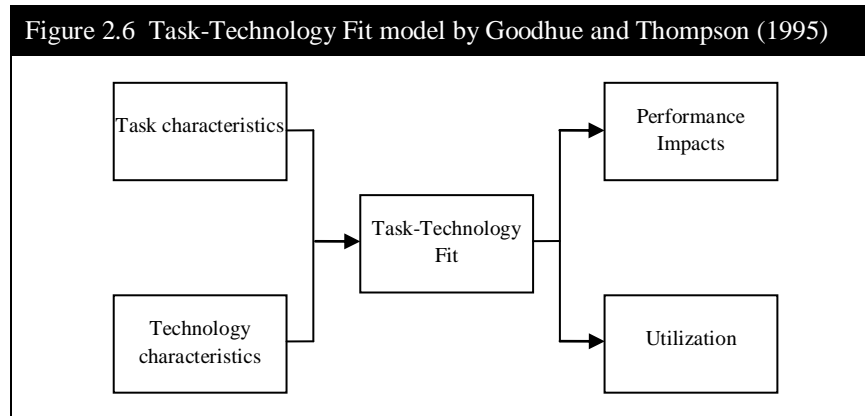 Figure 2.6 Task-Technology Fit model by Goodhue and Thompson (1995)
Task characteristics
Technology
characteristics
Task-Technology
Fit
Performance
Impacts
Utilization